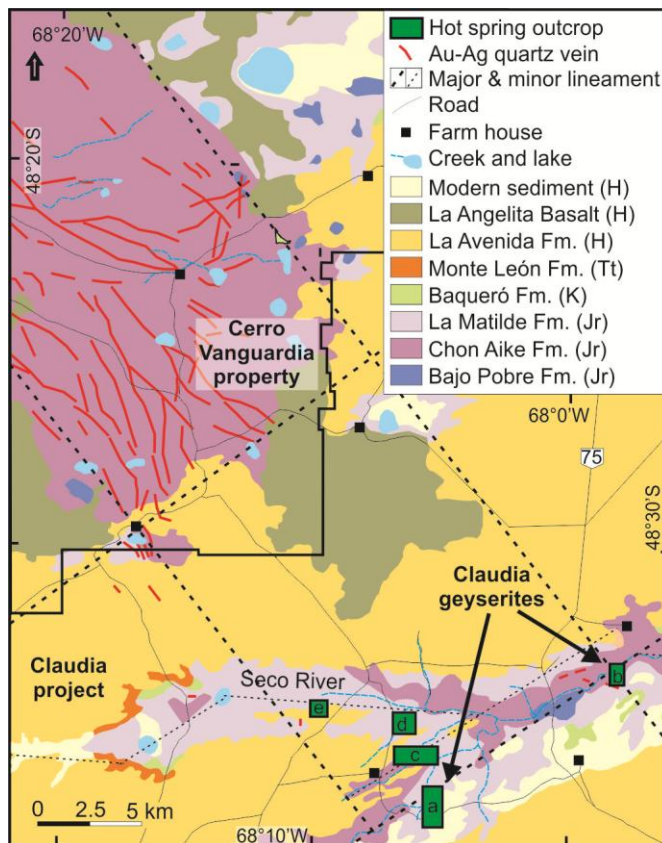 68°20'W
48°20'S
Hot spring outcrop
Au-Ag quartz vein
Major & minor lineament
Road
Farm house
Creek and lake
Modern sediment (H)
La Angelita Basalt (H)
La Avenida Fm. (H)
Monte León Fm. (Tt)
Baqueró Fm. (K)
La Matilde Fm. (Jr)
Chon Aike Fm. (Jr)
Bajo Pobre Fm. (Jr)
Cerro
Vanguardia
property
68°0'W
75
48°30'S
Claudia
geyserites
Claudia
project
Seco River
b
e
d
c
a
0 2.5 5 km
68°10'W